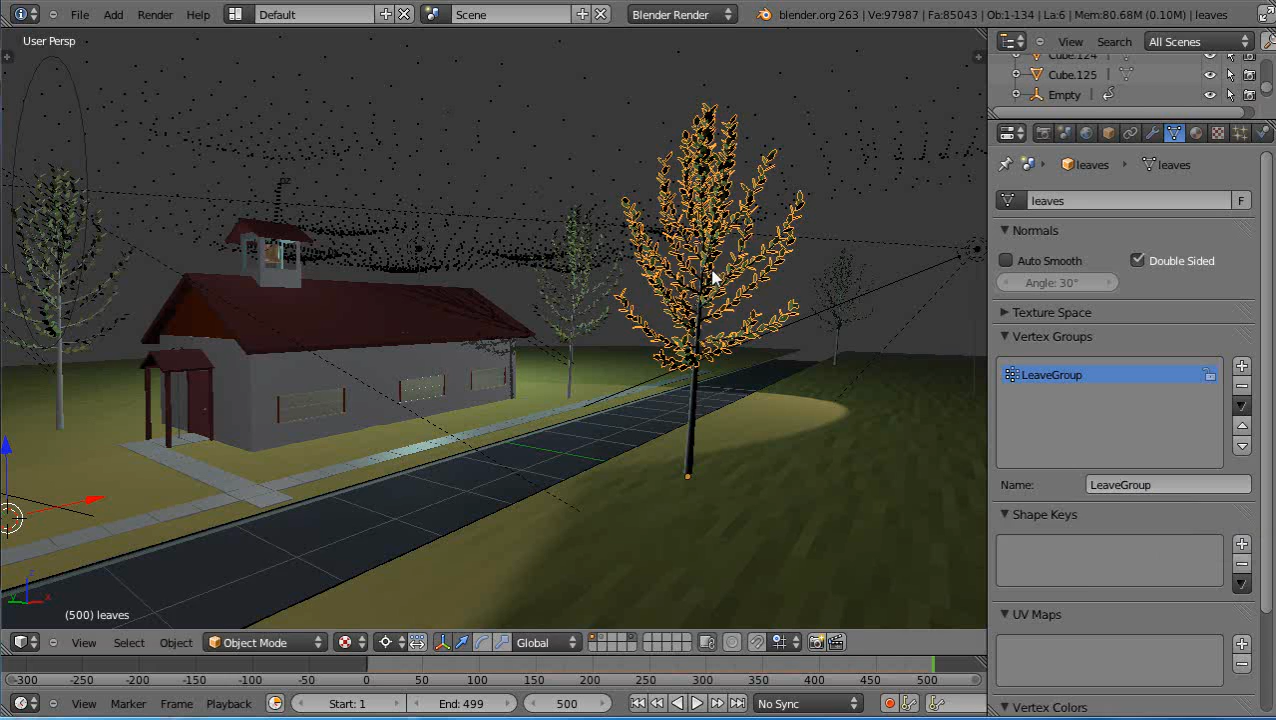 File Add Render Help Default Scene Blender Render blender.org 263 | Ve:97987 | Fa:85043 | Ob:1-134 | La:6 | Mem:80.68M (0.10M) | leaves
User Persp
View Search All Scenes
Cube.124
Cube.125
Empty
leaves leaves
leaves F
Normals
Auto Smooth Double Sided
Angle: 30°
Texture Space
Vertex Groups
LeaveGroup
Name: LeaveGroup
Shape Keys
UV Maps
(500) leaves
View Select Object Object Mode Global
-300 -250 -200 -150 -100 -50 0 50 100 150 200 250 300 350 400 450 500
View Marker Frame Playback Start: 1 End: 499 500 No Sync
Vertex Colors